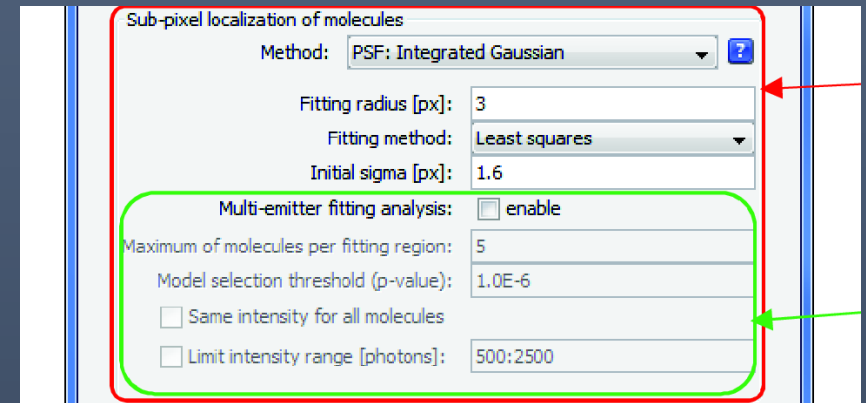 Sub-pixel localization of molecules
Method: PSF: Integrated Gaussian ?
Fitting radius [px]: 3
Fitting method: Least squares
Initial sigma [px]: 1.6
Multi-emitter fitting analysis: enable
Maximum of molecules per fitting region: 5
Model selection threshold (p-value): 1.0E-6
Same intensity for all molecules
Limit intensity range [photons]: 500:2500